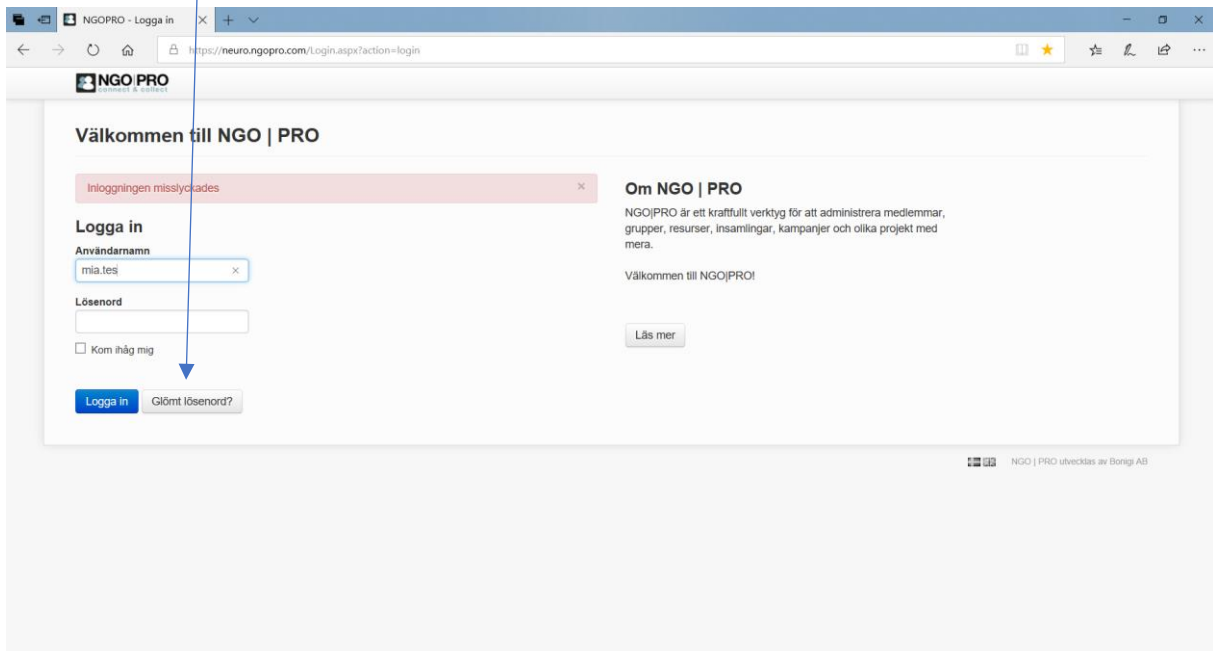 NGOPRO - Logga in
https://neuro.ngopro.com/Login.aspx?action=login
NGO|PRO
connect & collect
Välkommen till NGO | PRO
Inloggningen misslyckades
Logga in
Användarnamn
mia.tes
Lösenord
Kom ihåg mig
Logga in
Glömt lösenord?
Om NGO | PRO
NGO|PRO är ett kraftfullt verktyg för att administrera medlemmar,
grupper, resurser, insamlingar, kampanjer och olika projekt med
mera.
Välkommen till NGO|PRO!
Läs mer
NGO | PRO utvecklas av Bonigi AB